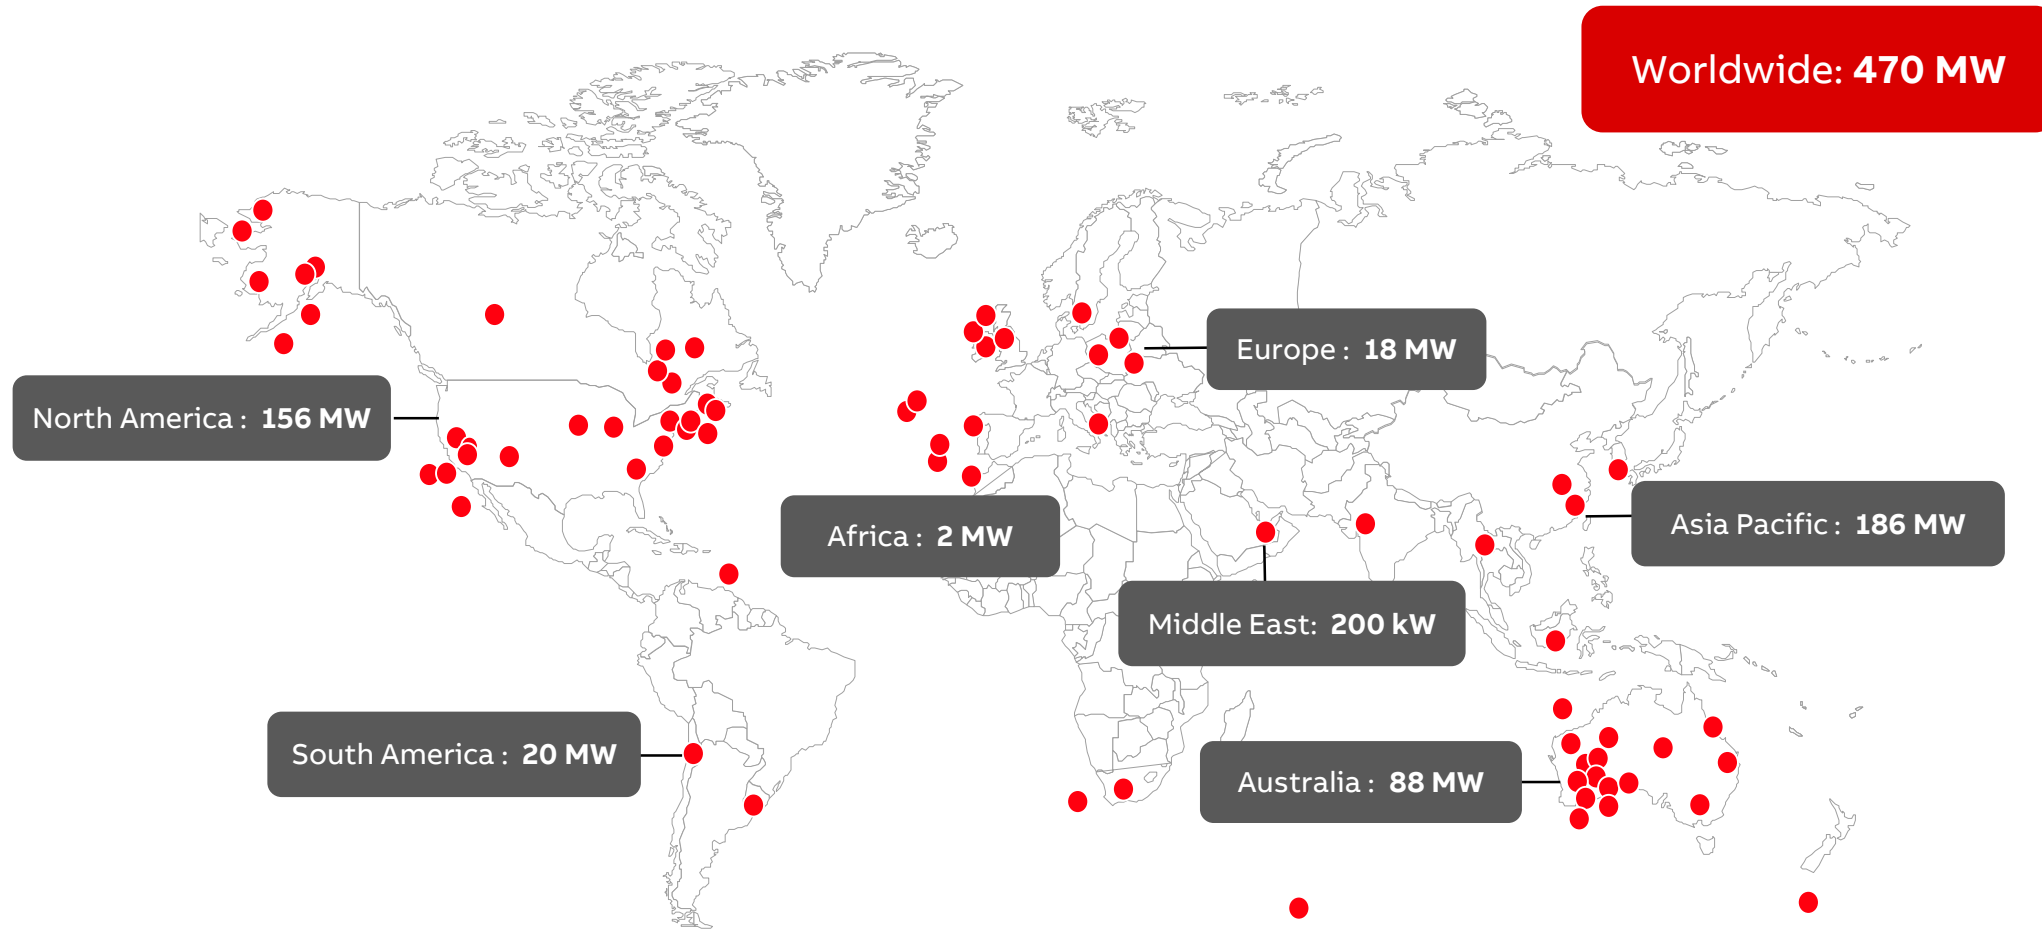 Worldwide: 470 MW
Europe : 18 MW
North America : 156 MW
Asia Pacific : 186 MW
Africa : 2 MW
Middle East: 200 kW
South America : 20 MW
Australia : 88 MW